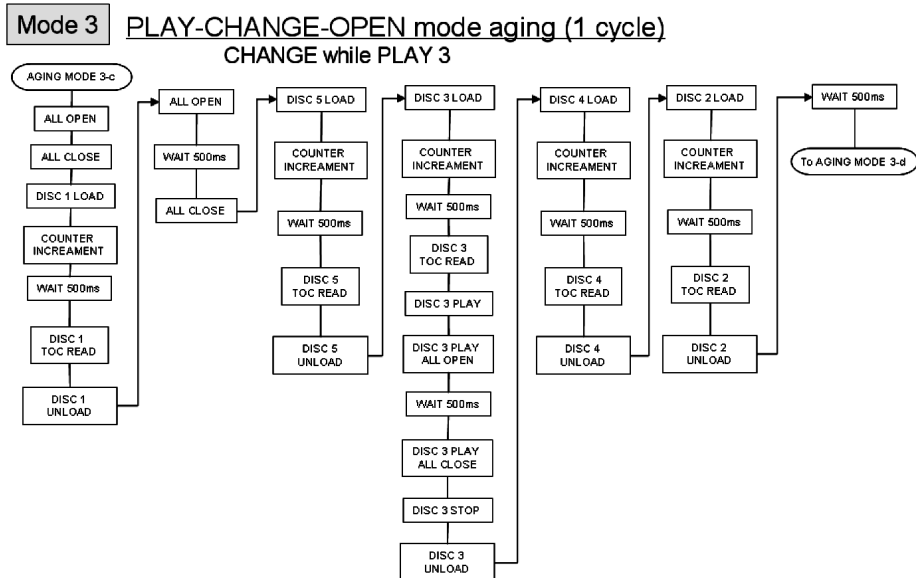 Mode 3
PLAY-CHANGE-OPEN mode aging (1 cycle)
CHANGE while PLAY 3
AGING MODE 3-c
ALL OPEN
ALL CLOSE
DISC 1 LOAD
COUNTER
INCREAMENT
WAIT 500ms
DISC 1
TOC READ
DISC 1
UNLOAD
ALL OPEN
WAIT 500ms
ALL CLOSE
DISC 5 LOAD
COUNTER
INCREAMENT
WAIT 500ms
DISC 5
TOC READ
DISC 5
UNLOAD
DISC 3 LOAD
COUNTER
INCREAMENT
WAIT 500ms
DISC 3
TOC READ
DISC 3 PLAY
DISC 3 PLAY
ALL OPEN
WAIT 500ms
DISC 3 PLAY
ALL CLOSE
DISC 3 STOP
DISC 3
UNLOAD
DISC 4 LOAD
COUNTER
INCREAMENT
WAIT 500ms
DISC 4
TOC READ
DISC 4
UNLOAD
DISC 2 LOAD
COUNTER
INCREAMENT
WAIT 500ms
DISC 2
TOC READ
DISC 2
UNLOAD
WAIT 500ms
To AGING MODE 3-d